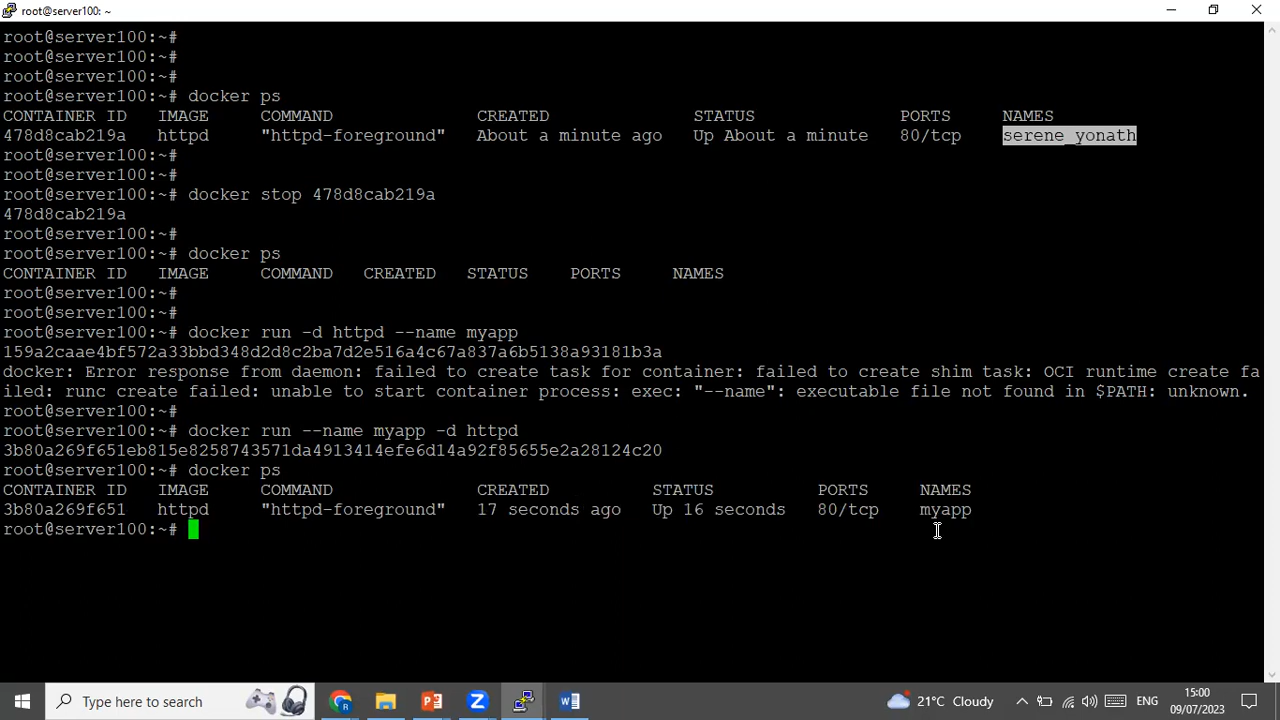 root@server100: ~
root@server100:~#
root@server100:~#
root@server100:~#
root@server100:~# docker ps
CONTAINER ID   IMAGE     COMMAND              CREATED              STATUS              PORTS     NAMES
478d8cab219a   httpd     "httpd-foreground"   About a minute ago   Up About a minute   80/tcp    serene_yonath
root@server100:~#
root@server100:~#
root@server100:~# docker stop 478d8cab219a
478d8cab219a
root@server100:~#
root@server100:~# docker ps
CONTAINER ID   IMAGE     COMMAND   CREATED   STATUS    PORTS     NAMES
root@server100:~#
root@server100:~#
root@server100:~# docker run -d httpd --name myapp
159a2caae4bf572a33bbd348d2d8c2ba7d2e516a4c67a837a6b5138a93181b3a
docker: Error response from daemon: failed to create task for container: failed to create shim task: OCI runtime create fa
iled: runc create failed: unable to start container process: exec: "--name": executable file not found in $PATH: unknown.
root@server100:~#
root@server100:~# docker run --name myapp -d httpd
3b80a269f651eb815e8258743571da4913414efe6d14a92f85655e2a28124c20
root@server100:~# docker ps
CONTAINER ID   IMAGE     COMMAND              CREATED          STATUS          PORTS     NAMES
3b80a269f651   httpd     "httpd-foreground"   17 seconds ago   Up 16 seconds   80/tcp    myapp
root@server100:~#
Type here to search
21°C Cloudy
ENG
15:00
09/07/2023